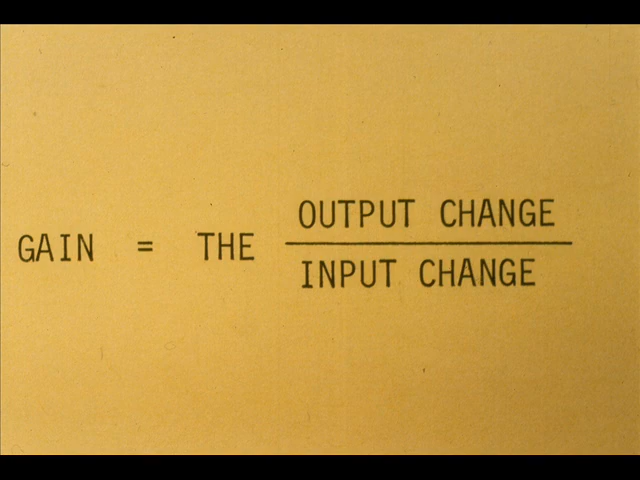 OUTPUT CHANGE
GAIN = THE
INPUT CHANGE